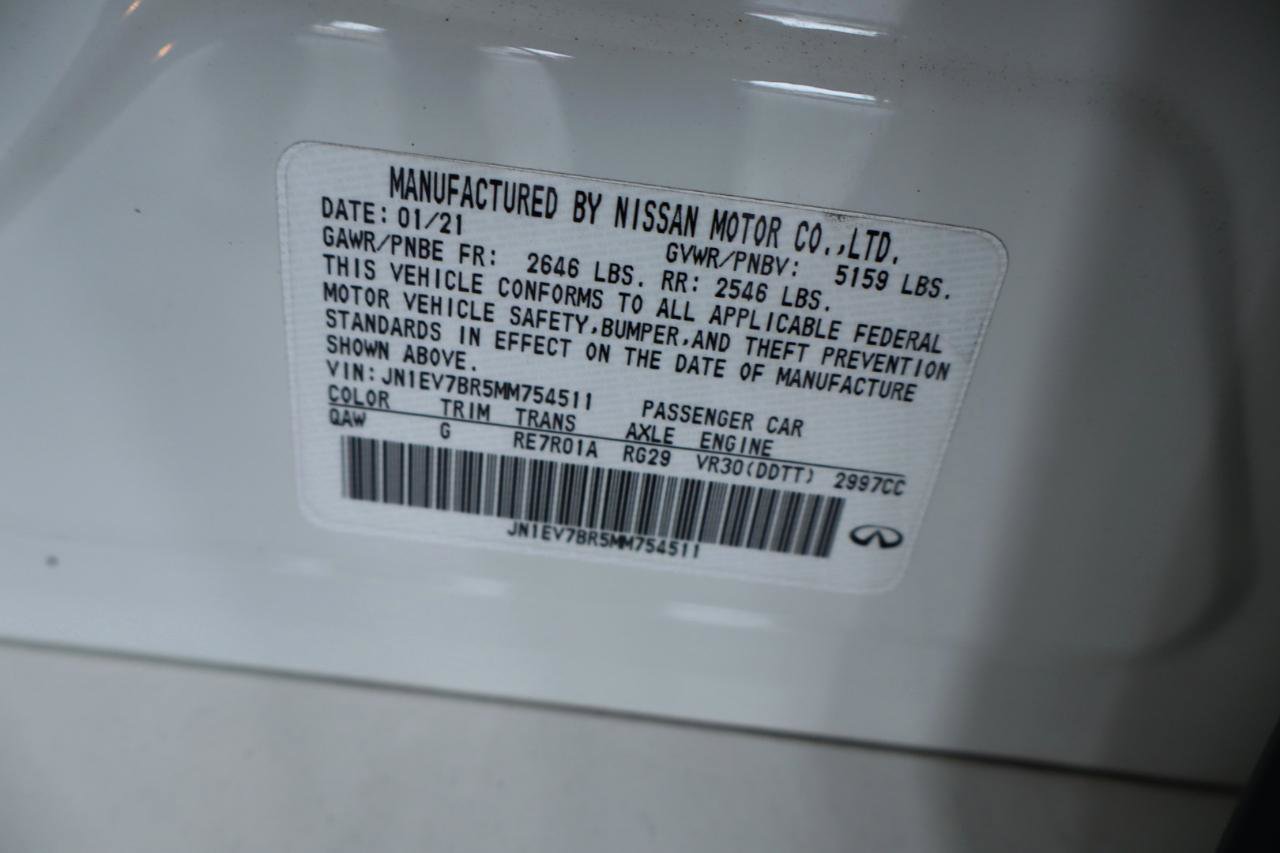 MANUFACTURED BY NISSAN MOTOR CO.,LTD.
DATE: 01/21 GVWR/PNBV: 5159 LBS.
GAWR/PNBE FR: 2646 LBS. RR: 2546 LBS.
THIS VEHICLE CONFORMS TO ALL APPLICABLE FEDERAL
MOTOR VEHICLE SAFETY,BUMPER,AND THEFT PREVENTION
STANDARDS IN EFFECT ON THE DATE OF MANUFACTURE
SHOWN ABOVE.
VIN: JN1EV7BR5MM754511 PASSENGER CAR
COLOR TRIM TRANS AXLE ENGINE
QAW G RE7R01A RG29 VR30(DDTT) 2997CC
JN1EV7BR5MM754511